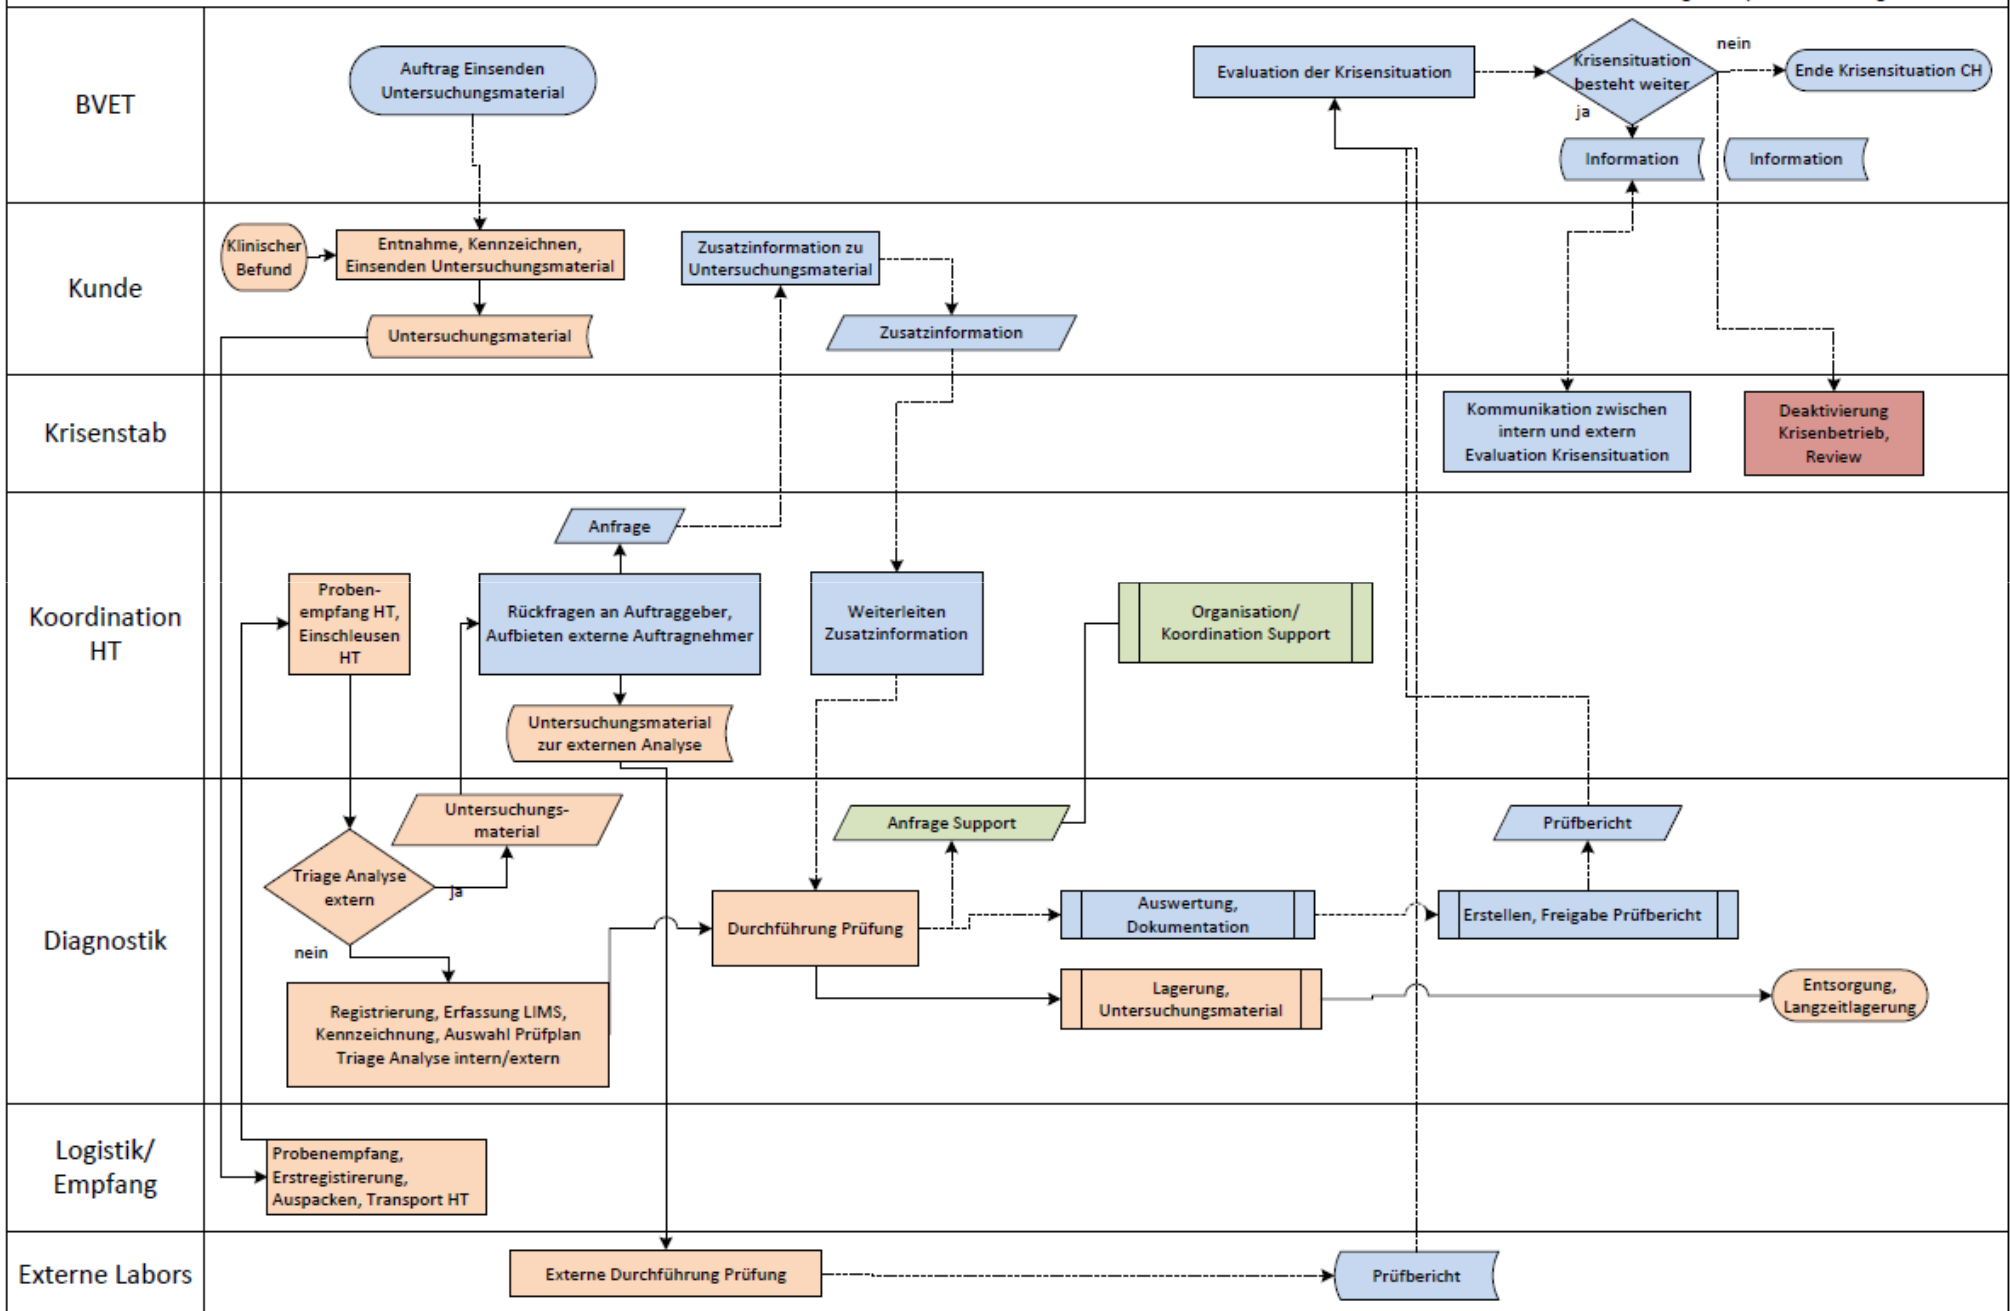 BVET
Auftrag Einsenden
Untersuchungsmaterial
Evaluation der Krisensituation
Krisensituation
besteht weiter
nein
ja
Ende Krisensituation CH
Information
Information
Kunde
Klinischer
Befund
Entnahme, Kennzeichnen,
Einsenden Untersuchungsmaterial
Untersuchungsmaterial
Zusatzinformation zu
Untersuchungsmaterial
Zusatzinformation
Krisenstab
Kommunikation zwischen
intern und extern
Evaluation Krisensituation
Deaktivierung
Krisenbetrieb,
Review
Koordination
HT
Proben-
empfang HT,
Einschleusen
HT
Anfrage
Rückfragen an Auftraggeber,
Aufbieten externe Auftragnehmer
Untersuchungsmaterial
zur externen Analyse
Weiterleiten
Zusatzinformation
Organisation/
Koordination Support
Diagnostik
Untersuchungs-
material
Triage Analyse
extern
ja
nein
Registrierung, Erfassung LIMS,
Kennzeichnung, Auswahl Prüfplan
Triage Analyse intern/extern
Anfrage Support
Durchführung Prüfung
Auswertung,
Dokumentation
Lagerung,
Untersuchungsmaterial
Prüfbericht
Erstellen, Freigabe Prüfbericht
Entsorgung,
Langzeitlagerung
Logistik/
Empfang
Probenempfang,
Erstregistirerung,
Auspacken, Transport HT
Externe Labors
Externe Durchführung Prüfung
Prüfbericht